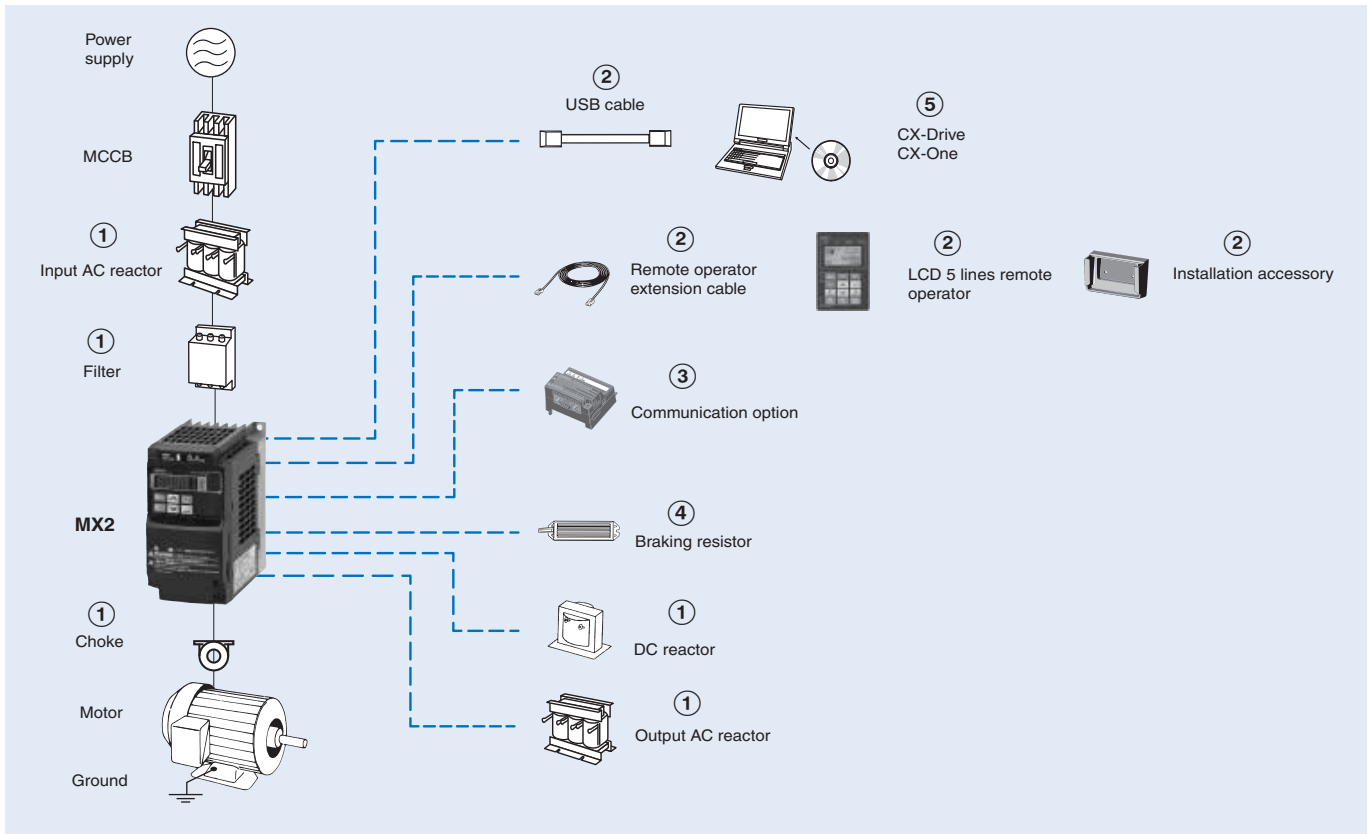 Power
supply
MCCB
1
Input AC reactor
1
Filter
MX2
1
Choke
Motor
Ground
2
USB cable
5
CX-Drive
CX-One
2
Remote operator
extension cable
2
LCD 5 lines remote
operator
2
Installation accessory
3
Communication option
4
Braking resistor
1
DC reactor
1
Output AC reactor